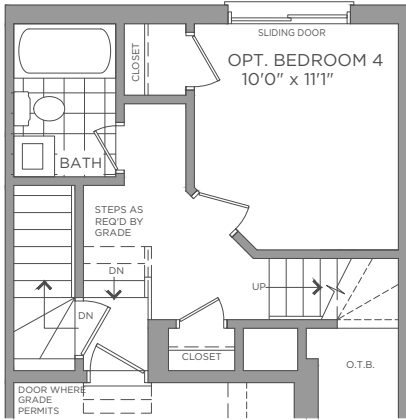 SLIDING DOOR
CLOSET
OPT. BEDROOM 4
10'0" x 11'1"
BATH
STEPS AS
REQ'D BY
GRADE
DN
UP
DN
CLOSET
O.T.B.
DOOR WHERE
GRADE
PERMITS